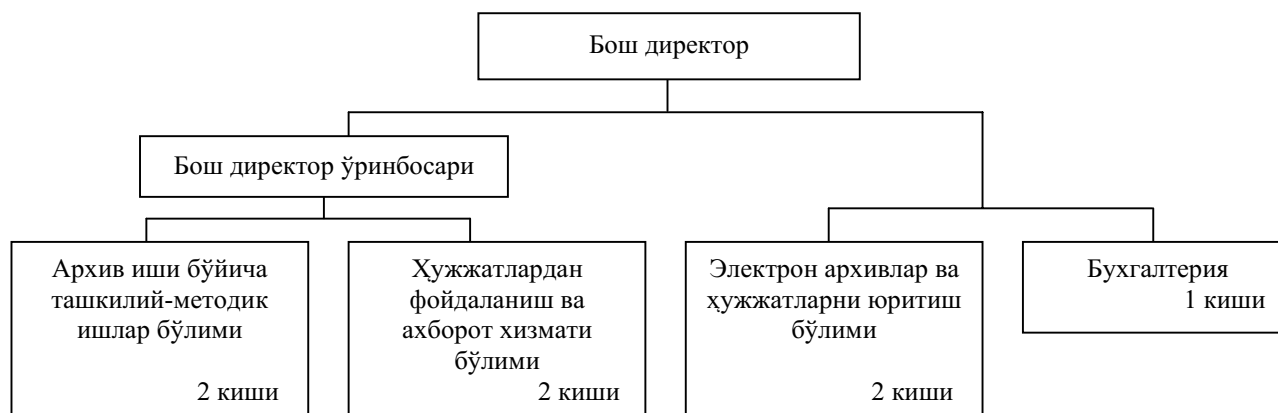 Бош директор
Бош директор ўринбосари
Архив иши бўйича
ташкилий-методик
ишлар бўлими
2 киши
Ҳужжатлардан
фойдаланиш ва
ахборот хизмати
бўлими
2 киши
Электрон архивлар ва
ҳужжатларни юритиш
бўлими
2 киши
Бухгалтерия
1 киши